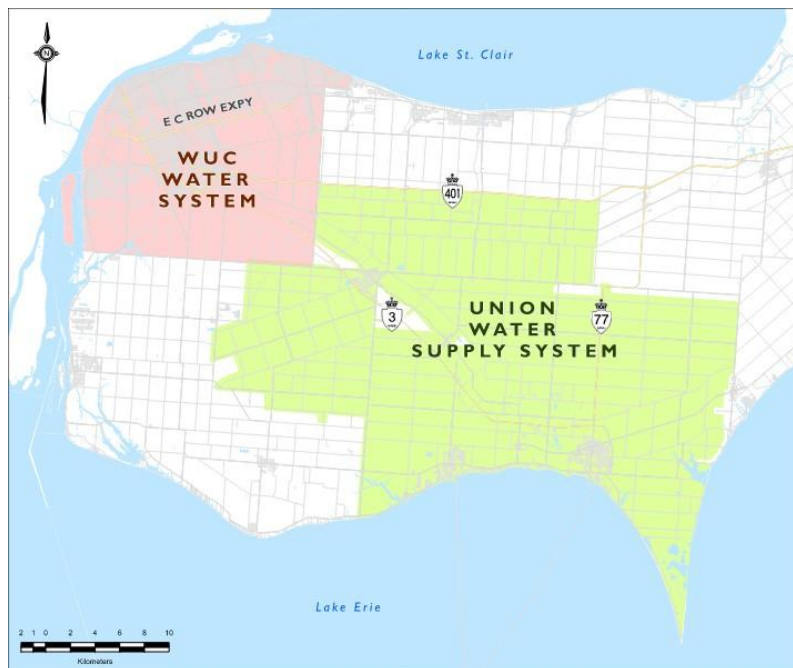 N
Lake St. Clair
E C ROW EXPY
WUC
WATER
SYSTEM
401
UNION
WATER
SUPPLY SYSTEM
3
77
Lake Erie
2 1 0 2 4 6 8 10
Kilometers